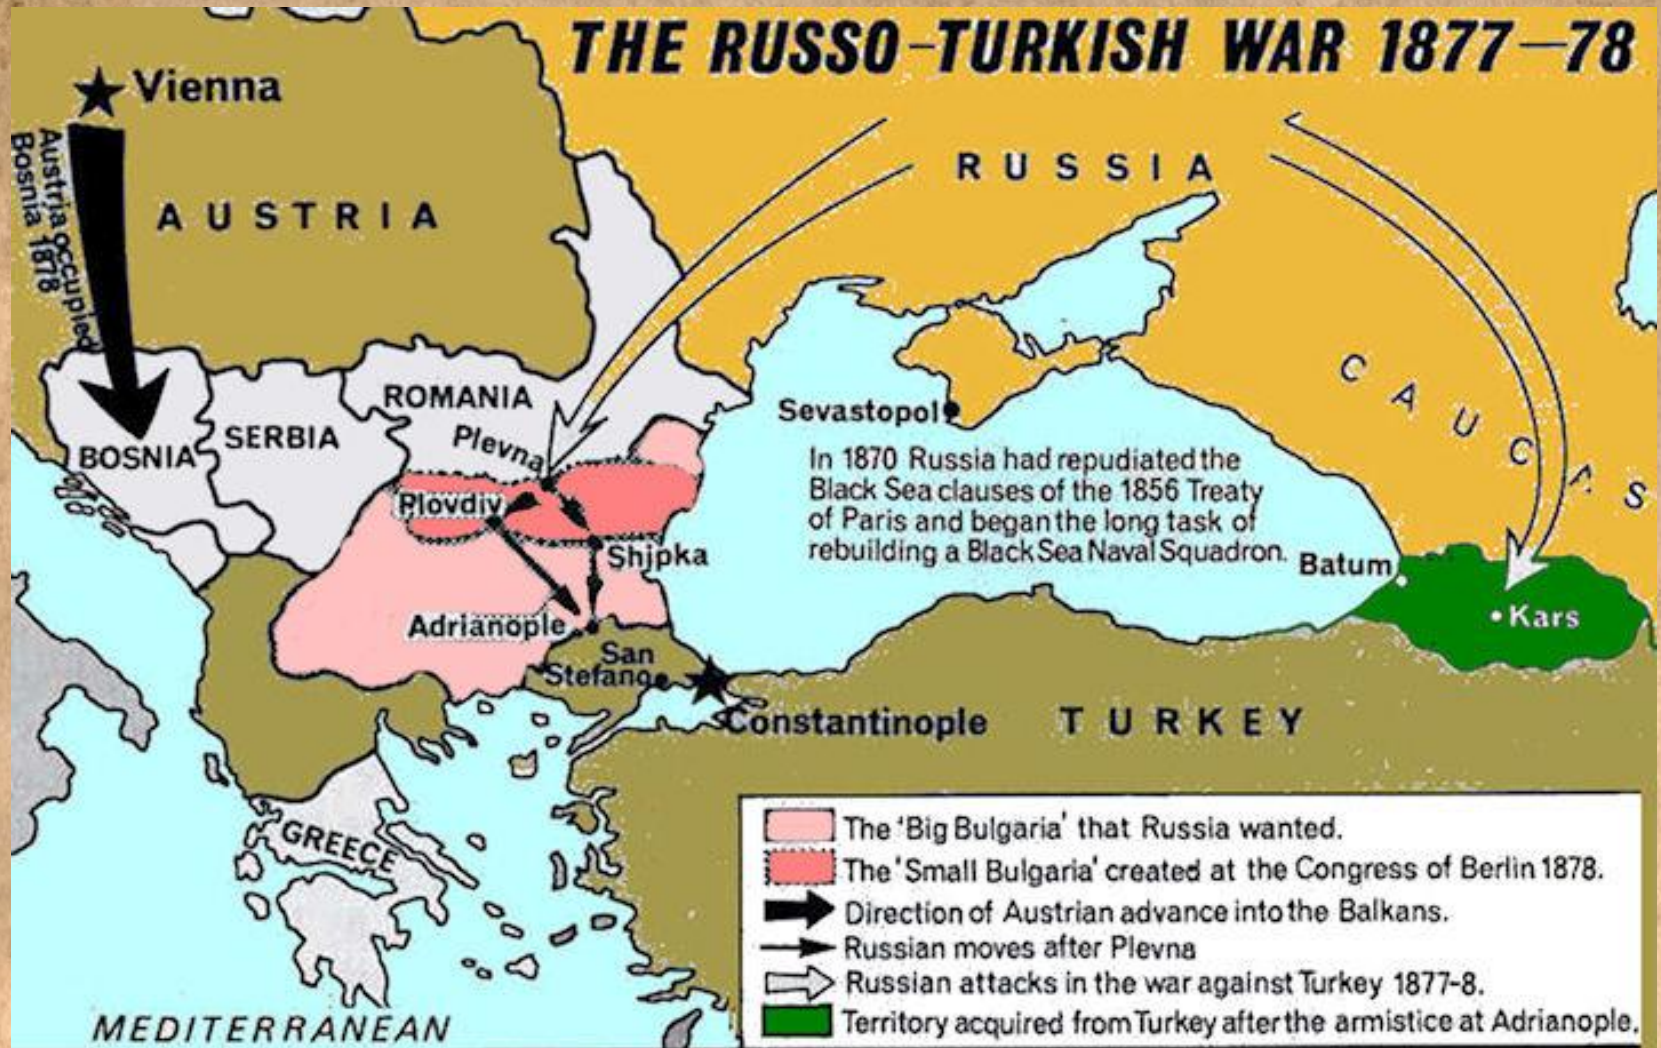 THE RUSSO-TURKISH WAR 1877-78
Vienna
Austria occupied
Bosnia 1878
AUSTRIA
RUSSIA
CAUCAS
ROMANIA
BOSNIA
SERBIA
Plevna
Plovdiv
Shipka
Adrianople
San
Stefano
Constantinople
TURKEY
Sevastopol
In 1870 Russia had repudiated the
Black Sea clauses of the 1856 Treaty
of Paris and began the long task of
rebuilding a Black Sea Naval Squadron.
Batum
Kars
GREECE
MEDITERRANEAN
The 'Big Bulgaria' that Russia wanted.
The 'Small Bulgaria' created at the Congress of Berlin 1878.
Direction of Austrian advance into the Balkans.
Russian moves after Plevna
Russian attacks in the war against Turkey 1877-8.
Territory acquired from Turkey after the armistice at Adrianople.